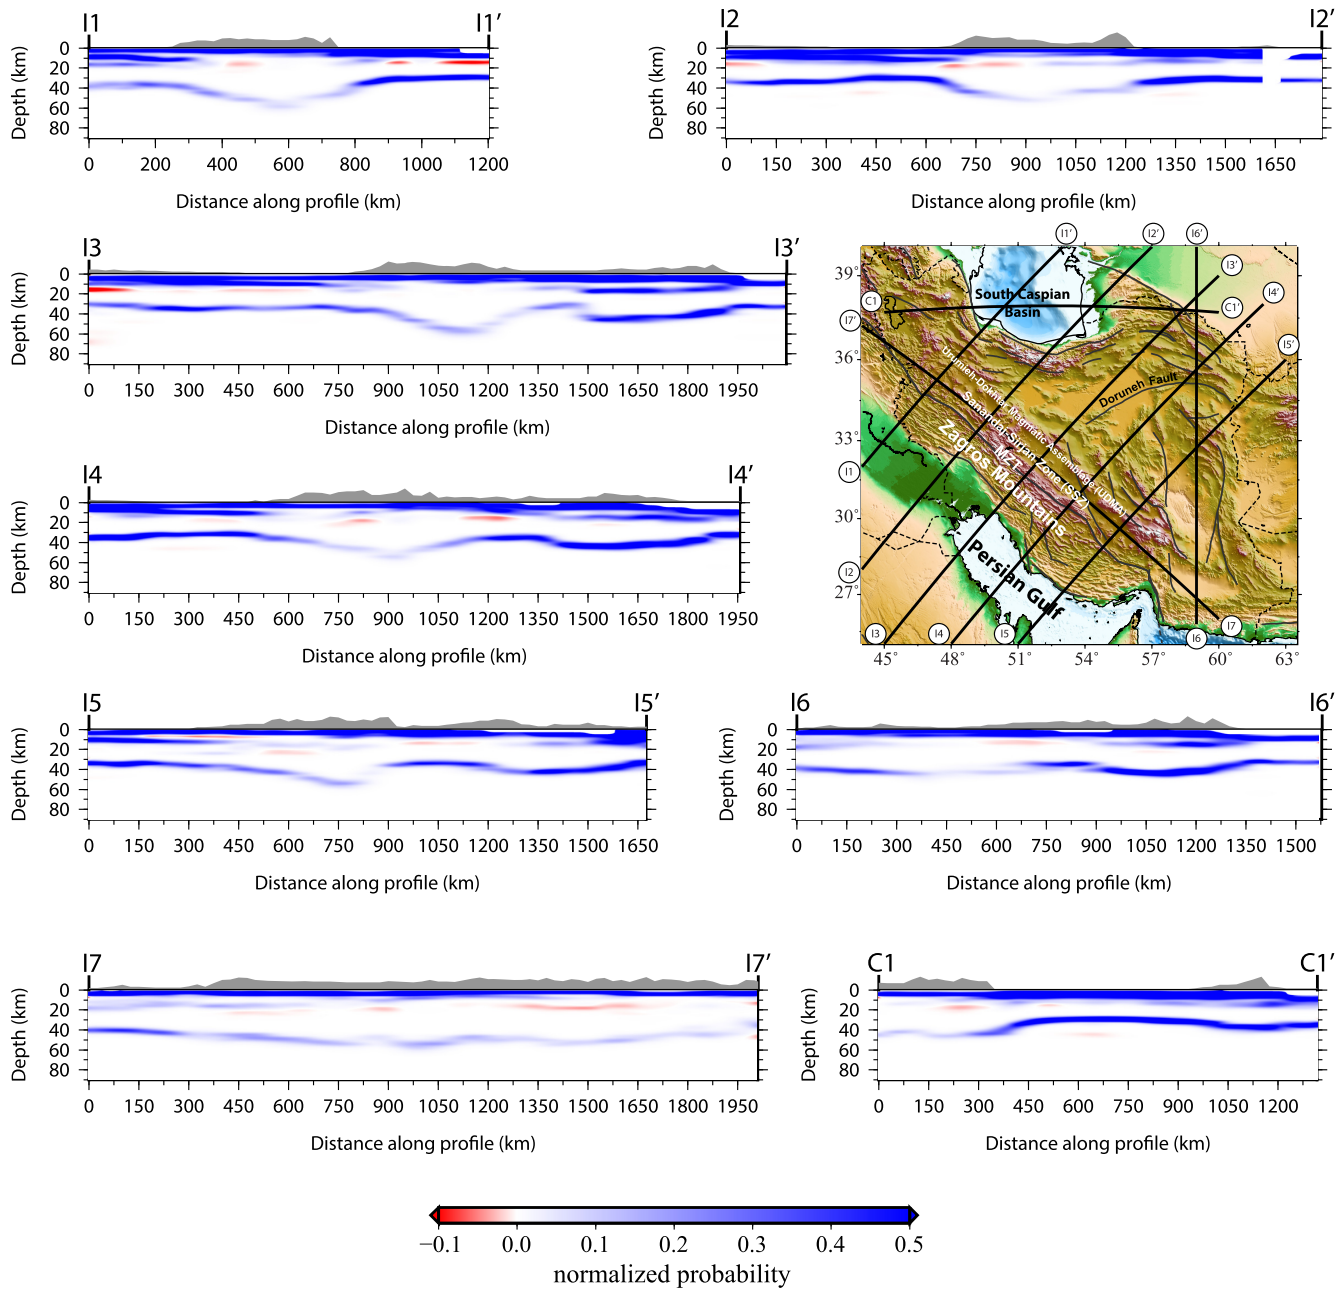 I1 I1′
Depth (km)
0
20
40
60
80
0 200 400 600 800 1000 1200
Distance along profile (km)
I2 I2′
Depth (km)
0
20
40
60
80
0 150 300 450 600 750 900 1050 1200 1350 1500 1650
Distance along profile (km)
I3 I3′
Depth (km)
0
20
40
60
80
0 150 300 450 600 750 900 1050 1200 1350 1500 1650 1800 1950
Distance along profile (km)
I1′ I2′ I6′
I3′
I4′
C1 C1′
I7′
I5′
39°
36°
33°
30°
27°
South Caspian
Basin
Doruneh Fault
Urumieh-Dokhtar Magmatic Assemblage (UDMA)
Sanandaj Sirjan Zone (SSZ)
MZT
Zagros Mountains
Persian Gulf
I1
I2
I3 I4 I5 I6 I7
45° 48° 51° 54° 57° 60° 63°
I4 I4′
Depth (km)
0
20
40
60
80
0 150 300 450 600 750 900 1050 1200 1350 1500 1650 1800 1950
Distance along profile (km)
I5 I5′
Depth (km)
0
20
40
60
80
0 150 300 450 600 750 900 1050 1200 1350 1500 1650
Distance along profile (km)
I6 I6′
Depth (km)
0
20
40
60
80
0 150 300 450 600 750 900 1050 1200 1350 1500
Distance along profile (km)
I7 I7′
Depth (km)
0
20
40
60
80
0 150 300 450 600 750 900 1050 1200 1350 1500 1650 1800 1950
Distance along profile (km)
C1 C1′
Depth (km)
0
20
40
60
80
0 150 300 450 600 750 900 1050 1200
Distance along profile (km)
−0.1 0.0 0.1 0.2 0.3 0.4 0.5
normalized probability